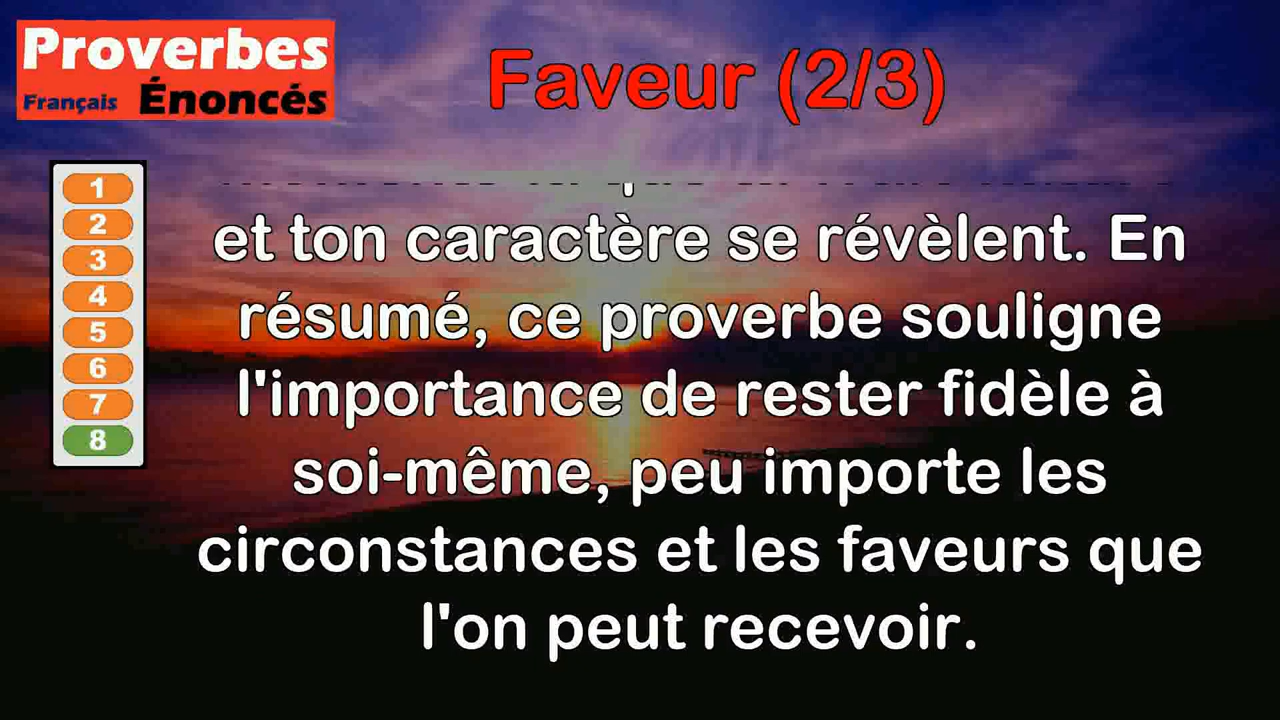 Proverbes
Français Énoncés
Faveur (2/3)
1
2
3
4
5
6
7
8
et ton caractère se révèlent. En
résumé, ce proverbe souligne
l'importance de rester fidèle à
soi-même, peu importe les
circonstances et les faveurs que
l'on peut recevoir.